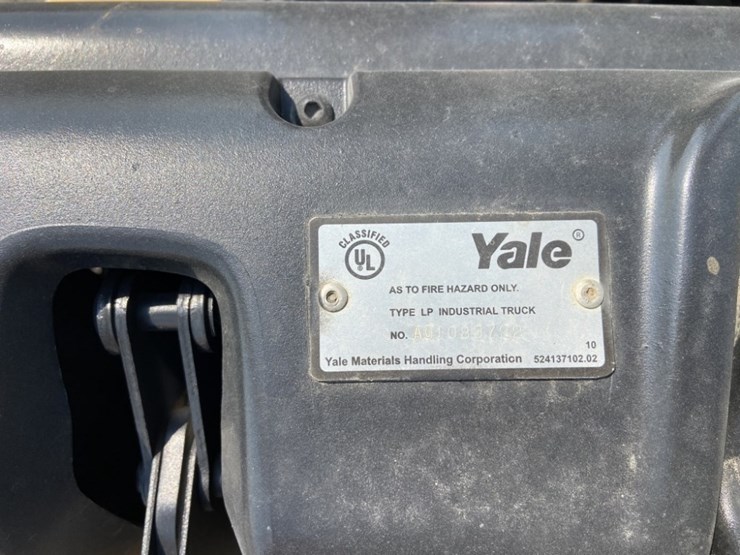 CLASSIFIED
UL
Yale®
AS TO FIRE HAZARD ONLY.
TYPE LP INDUSTRIAL TRUCK
NO.
10
Yale Materials Handling Corporation 524137102.02